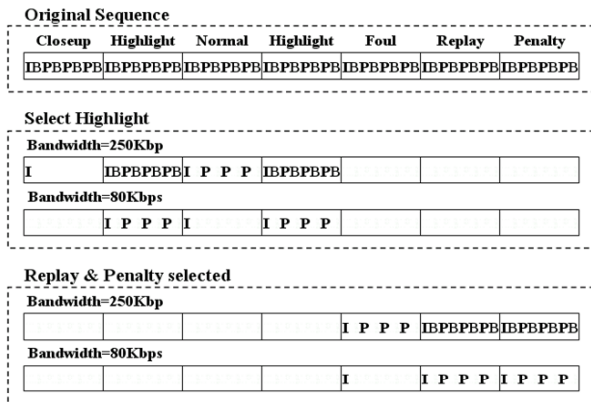 Original Sequence
Closeup Highlight Normal Highlight Foul Replay Penalty
IBPBPBPB IBPBPBPB IBPBPBPB IBPBPBPB IBPBPBPB IBPBPBPB IBPBPBPB
Select Highlight
Bandwidth=250Kbp
I IBPBPBPB I P P P IBPBPBPB
Bandwidth=80Kbps
I P P P I I P P P
Replay & Penalty selected
Bandwidth=250Kbp
I P P P IBPBPBPB IBPBPBPB
Bandwidth=80Kbps
I I P P P I P P P